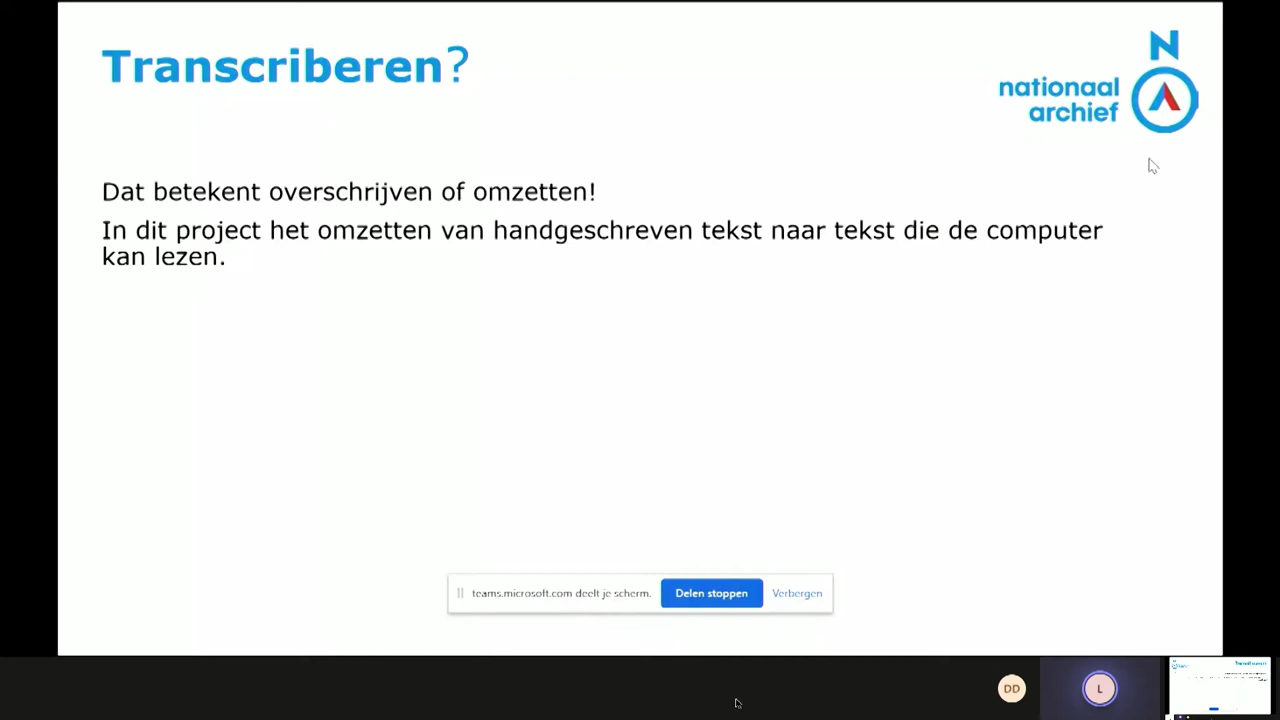 Transcriberen?
N
nationaal
archief
Dat betekent overschrijven of omzetten!
In dit project het omzetten van handgeschreven tekst naar tekst die de computer
kan lezen.
teams.microsoft.com deelt je scherm.
Delen stoppen
Verbergen
DD
L